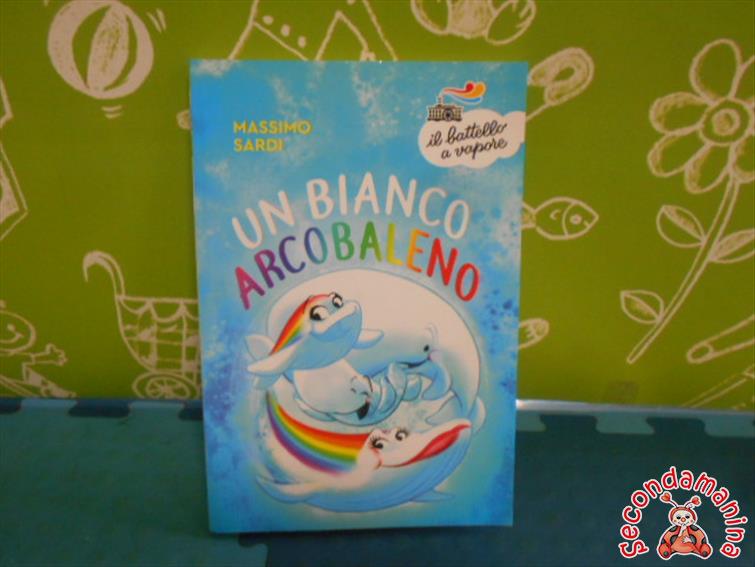 MASSIMO
SARDI
il battello
a vapore
UN BIANCO
ARCOBALENO
Secondamanina